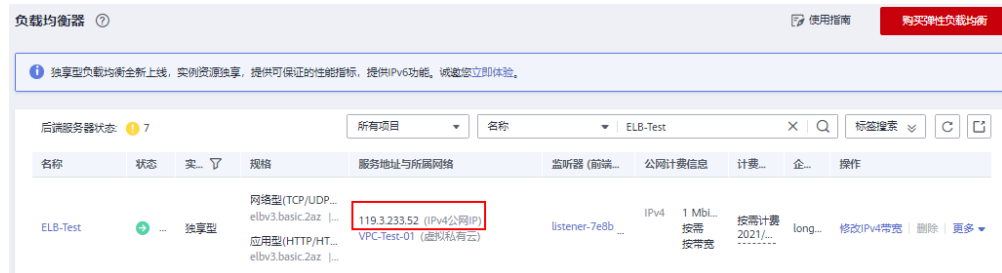 负载均衡器 ? 使用指南 购买弹性负载均衡
独享型负载均衡全新上线，实例资源独享，提供可保证的性能指标，提供IPv6功能。诚邀您立即体验。
后端服务器状态: 7 所有项目 名称 ELB-Test 标签搜索
名称 状态 实... 规格 服务地址与所属网络 监听器 (前端... 公网计费信息 计费... 企... 操作
网络型(TCP/UDP...
elbv3.basic.2az |...
ELB-Test ... 独享型 119.3.233.52 (IPv4公网IP) listener-7e8b ... IPv4 1 Mbi... 按需计费 long... 修改IPv4带宽 删除 更多
VPC-Test-01 (虚拟私有云) 按需 2021/...
应用型(HTTP/HT... 按带宽
elbv3.basic.2az |...